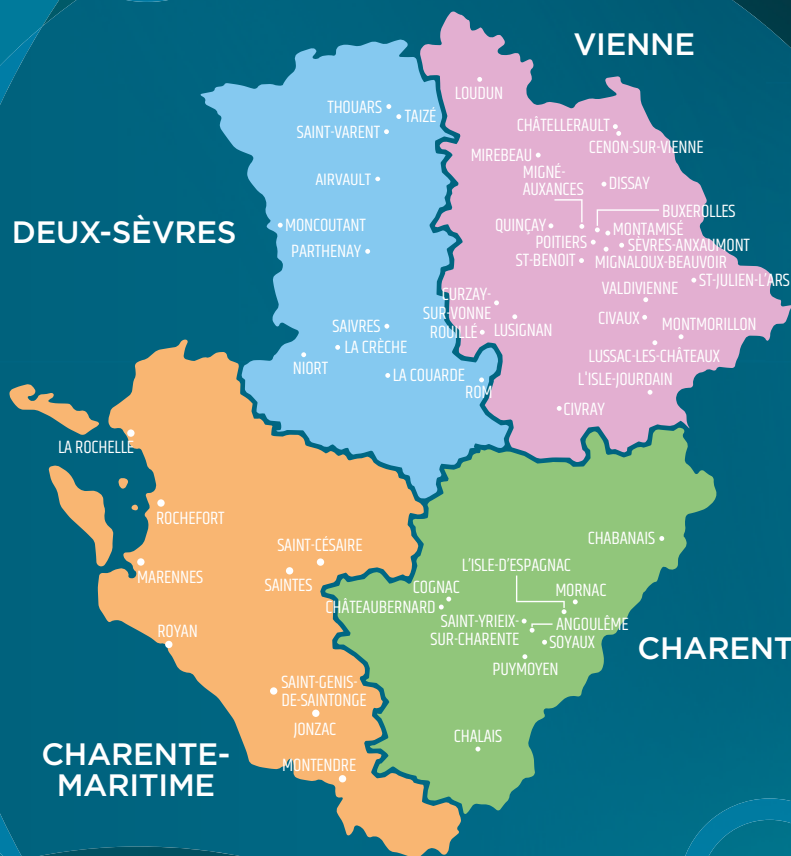 VIENNE
LOUDUN
THOUARS
TAIZÉ
SAINT-VARENT
CHÂTELLERAULT
CENON-SUR-VIENNE
MIREBEAU
MIGNÉ-
AUXANCES
AIRVAULT
DISSAY
DEUX-SÈVRES
MONCOUTANT
BUXEROLLES
QUINÇAY
MONTAMISÉ
POITIERS
SÈVRES-ANXAUMONT
PARTHENAY
ST-BENOIT
MIGNALOUX-BEAUVOIR
ST-JULIEN-L'ARS
VALDIVIENNE
CURZAY-
SUR-VONNE
CIVAUX
MONTMORILLON
SAIVRES
ROUILLÉ
LUSIGNAN
LA CRÈCHE
LUSSAC-LES-CHÂTEAUX
NIORT
LA COUARDE
L'ISLE-JOURDAIN
ROM
CIVRAY
LA ROCHELLE
ROCHEFORT
CHABANAIS
SAINT-CÉSAIRE
L'ISLE-D'ESPAGNAC
MARENNES
SAINTES
COGNAC
MORNAC
CHÂTEAUBERNARD
SAINT-YRIEIX-
SUR-CHARENTE
ANGOULÊME
SOYAUX
ROYAN
CHARENT
PUYMOYEN
SAINT-GENIS-
DE-SAINTONGE
JONZAC
CHALAIS
CHARENTE-
MARITIME
MONTENDRE